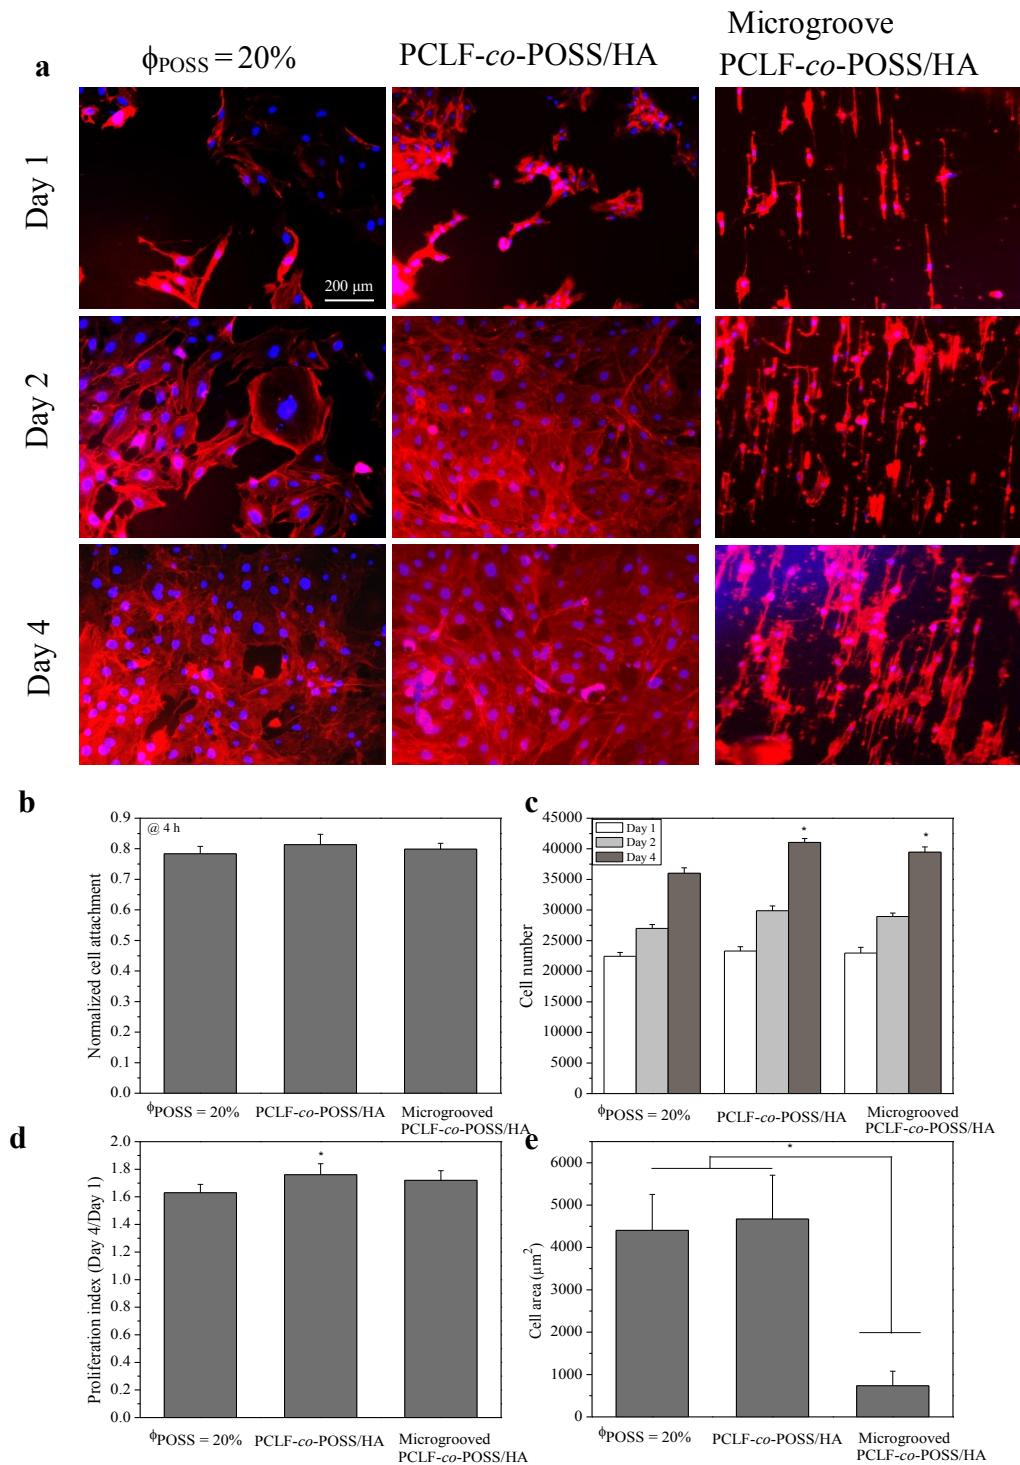 a
ϕPOSS = 20%
PCLF-co-POSS/HA
Microgroove
PCLF-co-POSS/HA
Day 1
200 μm
Day 2
Day 4
b
@ 4 h
Normalized cell attachment
0.9
0.8
0.7
0.6
0.5
0.4
0.3
0.2
0.1
0.0
ϕPOSS = 20%
PCLF-co-POSS/HA
Microgrooved
PCLF-co-POSS/HA
c
Day 1
Day 2
Day 4
* *
Cell number
45000
40000
35000
30000
25000
20000
15000
10000
5000
0
ϕPOSS = 20%
PCLF-co-POSS/HA
Microgrooved
PCLF-co-POSS/HA
d
*
Proliferation index (Day 4/Day 1)
2.0
1.8
1.6
1.4
1.2
1.0
0.8
0.6
0.4
0.2
0.0
ϕPOSS = 20%
PCLF-co-POSS/HA
Microgrooved
PCLF-co-POSS/HA
e
*
Cell area (μm²)
6000
5000
4000
3000
2000
1000
0
ϕPOSS = 20%
PCLF-co-POSS/HA
Microgrooved
PCLF-co-POSS/HA